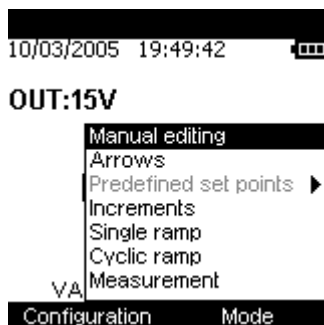 10/03/2005 19:49:42
OUT:15V
Manual editing
Arrows
Predefined set points
Increments
Single ramp
Cyclic ramp
Measurement
VA
Configuration Mode